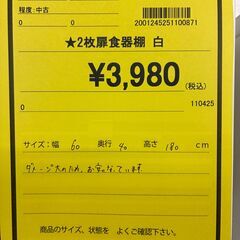 程度:中古
0 0 2001245251100871
★2枚扉食器棚 白
¥3,980(税込)
0 110425
サイズ:幅 60 奥行 40 高さ 180 cm
ダメージ大のため、お安くなっています
商品のサイズ、状態を よくご確認ください